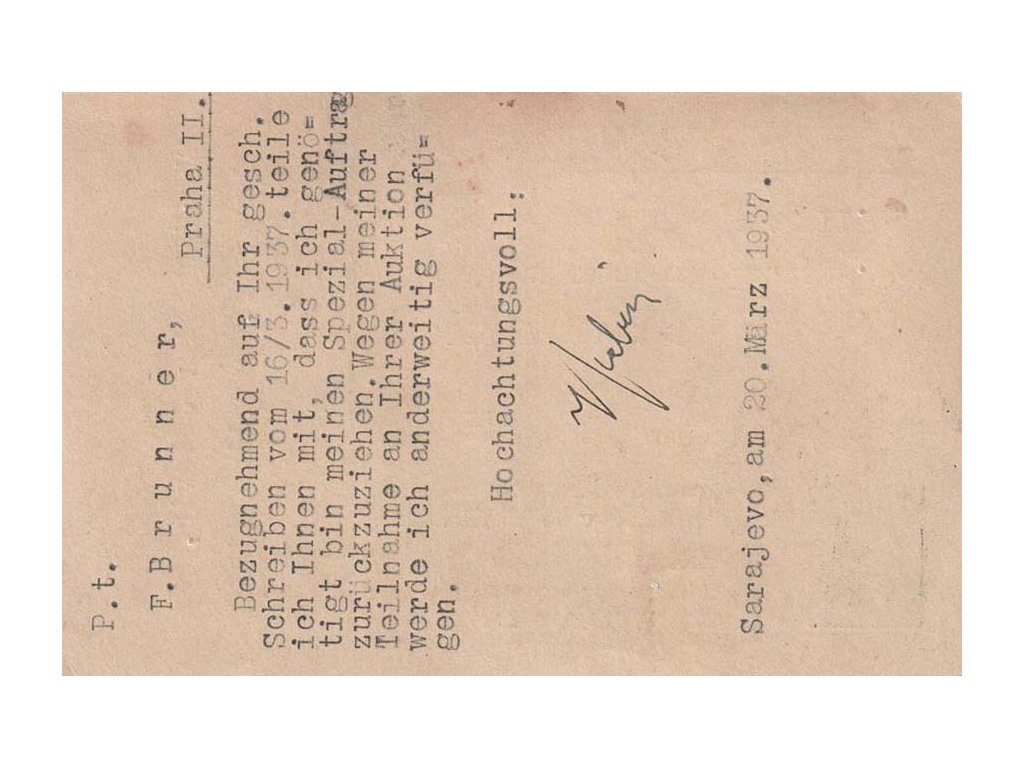 P.t.
F.B r u n n e r,
Praha II.
Bezugnehmend auf Ihr gesch.
Schreiben vom 16/3.1937.teile
ich Ihnen mit, dass ich genö=
tigt bin meinen Spezial-Auftrag
zurückzuziehen.Wegen meiner
Teilnahme an Ihrer Auktion
werde ich anderweitig verfü=
gen.
Hochachtungsvoll:
Sarajevo,am 20.März 1937.